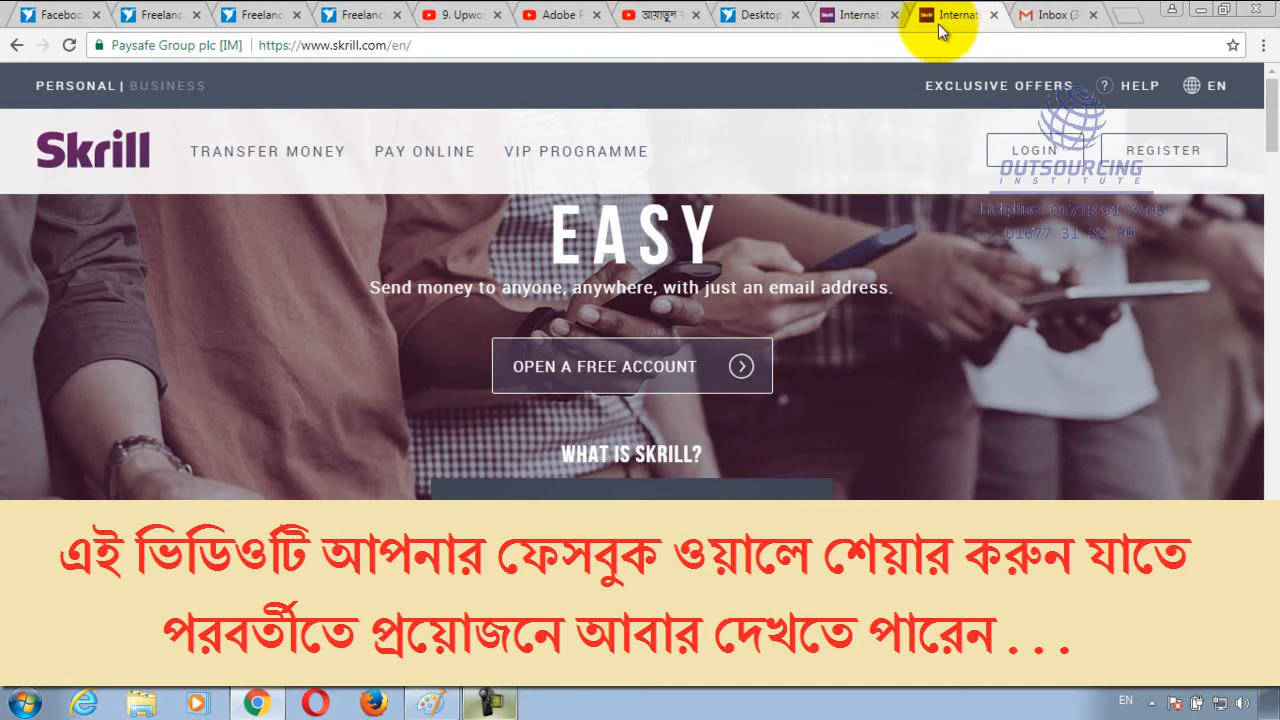 Facebo
Freelanc
Freelanc
Freelanc
9. Upwo
Adobe P
আয়াতুল
Desktop
Internat
Internat
Inbox (3
Paysafe Group plc [IM]
https://www.skrill.com/en/
PERSONAL | BUSINESS
EXCLUSIVE OFFERS
? HELP
EN
Skrill
TRANSFER MONEY
PAY ONLINE
VIP PROGRAMME
LOGIN
REGISTER
OUTSOURCING
INSTITUTE
Helpline:
EASY
Send money to anyone, anywhere, with just an email address.
OPEN A FREE ACCOUNT
WHAT IS SKRILL?
এই ভিডিওটি আপনার ফেসবুক ওয়ালে শেয়ার করুন যাতে
পরবর্তীতে প্রয়োজনে আবার দেখতে পারেন . . .
EN